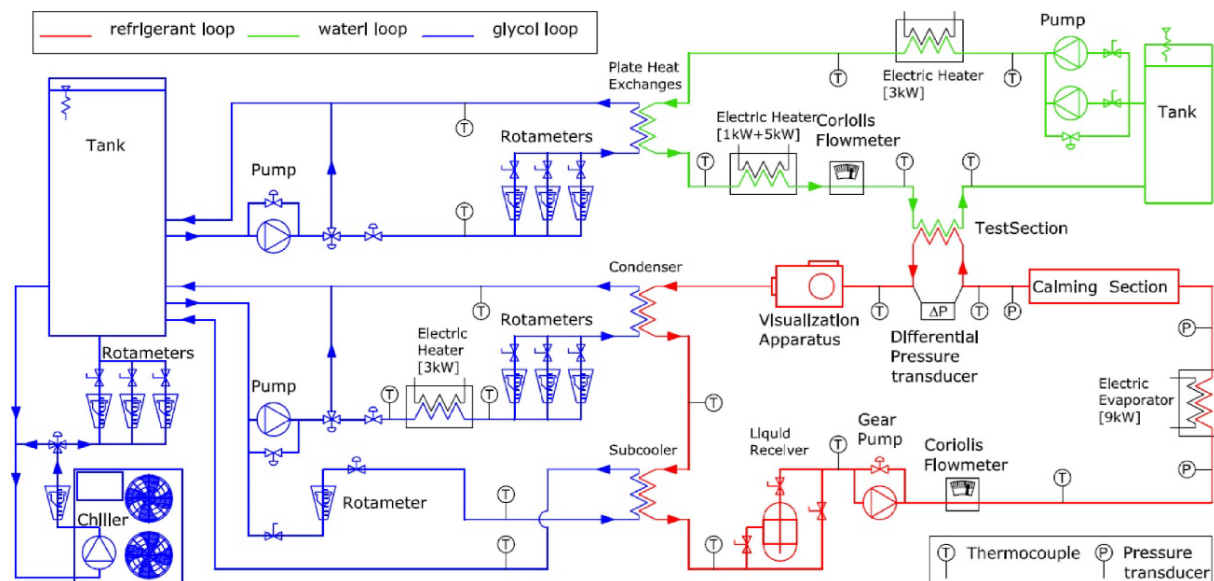 refrigerant loop
waterl loop
glycol loop
Pump
Tank
Plate Heat
Exchanges
T
T
Electric Heater
[3kW]
Tank
T
Rotameters
Electric Heater
[1kW+5kW]
Coriolis
Flowmeter
T
T
T
Pump
T
TestSection
Condenser
Calming Section
T
Visualization
Apparatus
T
ΔP
T
P
Differential
Pressure
transducer
P
Rotameters
Electric
Heater
[3kW]
Rotameters
Pump
T
T
T
Electric
Evaporator
[9kW]
Subcooler
Liquid
Receiver
T
Gear
Pump
Coriolis
Flowmeter
T
P
Rotameter
T
Chiller
T
T
T Thermocouple
P Pressure
transducer